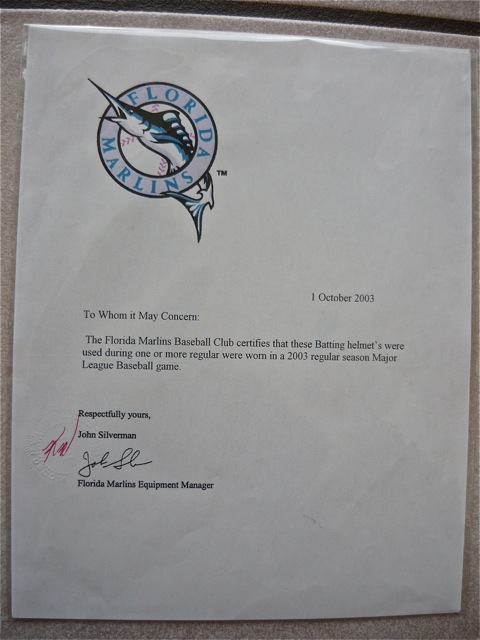 FLORIDA
MARLINS
TM
1 October 2003
To Whom it May Concern:
The Florida Marlins Baseball Club certifies that these Batting helmet's were
used during one or more regular were worn in a 2003 regular season Major
League Baseball game.
Respectfully yours,
John Silverman
Florida Marlins Equipment Manager